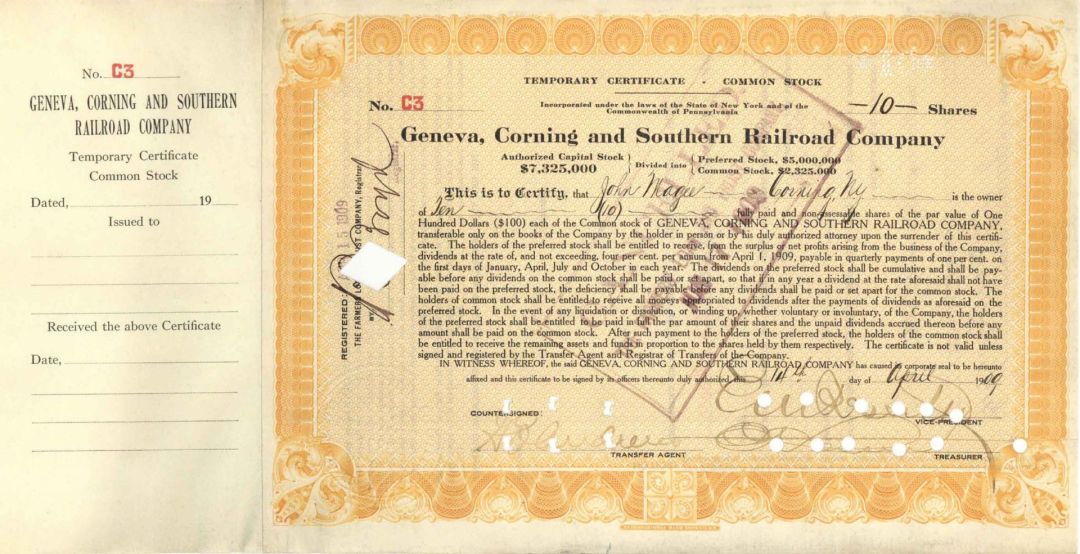 No. C3
GENEVA, CORNING AND SOUTHERN
RAILROAD COMPANY
Temporary Certificate
Common Stock
Dated, 19
Issued to
Received the above Certificate
Date,
TEMPORARY CERTIFICATE - COMMON STOCK
No. C3
Incorporated under the laws of the State of New York and of the
Commonwealth of Pennsylvania
-10- Shares
Geneva, Corning and Southern Railroad Company
Authorized Capital Stock
$7,325,000
Divided into
Preferred Stock, $5,000,000
Common Stock, $2,325,000
This is to Certify, that John Magee Corning, Ny is the owner
of Ten (10) fully paid and non-assessable shares of the par value of One
Hundred Dollars ($100) each of the Common stock of GENEVA, CORNING AND SOUTHERN RAILROAD COMPANY,
transferable only on the books of the Company by the holder in person or by his duly authorized attorney upon the surrender of this certifi-
cate. The holders of the preferred stock shall be entitled to receive, from the surplus or net profits arising from the business of the Company,
dividends at the rate of, and not exceeding, four per cent. per annum from April 1, 1909, payable in quarterly payments of one per cent. on
the first days of January, April, July and October in each year. The dividends on the preferred stock shall be cumulative and shall be pay-
able before any dividends on the common stock shall be paid or set apart, so that if in any year a dividend at the rate aforesaid shall not have
been paid on the preferred stock, the deficiency shall be payable before any dividends shall be paid or set apart for the common stock. The
holders of common stock shall be entitled to receive all moneys appropriated to dividends after the payments of dividends as aforesaid on the
preferred stock. In the event of any liquidation or dissolution, or winding up, whether voluntary or involuntary, of the Company, the holders
of the preferred stock shall be entitled to be paid in full the par amount of their shares and the unpaid dividends accrued thereon before any
amount shall be paid on the common stock. After such payment to the holders of the preferred stock, the holders of the common stock shall
be entitled to receive the remaining assets and funds in proportion to the shares held by them respectively. The certificate is not valid unless
signed and registered by the Transfer Agent and Registrar of Transfers of the Company.
IN WITNESS WHEREOF, the said GENEVA, CORNING AND SOUTHERN RAILROAD COMPANY has caused its corporate seal to be hereunto
affixed and this certificate to be signed by its officers thereunto duly authorized, this 14th day of April 1909
COUNTERSIGNED:
VICE-PRESIDENT
TRANSFER AGENT
TREASURER
REGISTERED:
15 1909
THE FARMERS COMPANY, Registrar